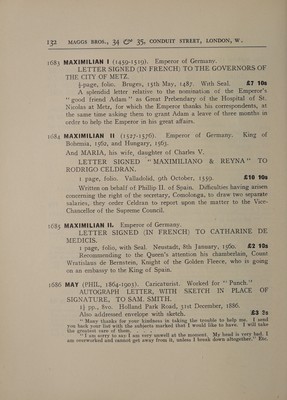 132 MAGGS BROS., 34 & 35, CONDUIT STREET, LONDON, W.
1683 MAXIMILIAN I (1459-1519). Emperor of Germany.
LETTER SIGNED (IN FRENCH) TO THE GOVERNORS OF
THE CITY OF METZ.
½-page, folio. Bruges, 15th May, 1487. With Seal. £7 10s
A splendid letter relative to the nomination of the Emperor's
"good friend Adam" as Great Prebendary of the Hospital of St.
Nicolas at Metz, for which the Emperor thanks his correspondents, at
the same time asking them to grant Adam a leave of three months in
order to help the Emperor in his great affairs.
1684 MAXIMILIAN II (1527-1576). Emperor of Germany. King of
Bohemia, 1562, and Hungary, 1563.
And MARIA, his wife, daughter of Charles V.
LETTER SIGNED "MAXIMILIANO & REYNA" TO
RODRIGO CELDRAN.
1 page, folio. Valladolid, 9th October, 1559. £18 10s
Written on behalf of Philip II. of Spain. Difficulties having arisen
concerning the right of the secretary, Comolonga, to draw two separate
salaries, they order Celdran to report upon the matter to the Vice-
Chancellor of the Supreme Council.
1685 MAXIMILIAN II. Emperor of Germany.
LETTER SIGNED (IN FRENCH) TO CATHARINE DE
MEDICIS.
1 page, folio, with Seal. Neustadt, 8th January, 1560. £2 10s
Recommending to the Queen's attention his chamberlain, Count
Wratislaus de Bernstein, Knight of the Golden Fleece, who is going
on an embassy to the King of Spain.
1686 MAY (PHIL, 1864-1903). Caricaturist. Worked for "Punch."
AUTOGRAPH LETTER, WITH SKETCH IN PLACE OF
SIGNATURE, TO SAM. SMITH.
1½ pp., 8vo. Holland Park Road, 31st December, 1886.
Also addressed envelope with sketch. £3 3s
"Many thanks for your kindness in taking the trouble to help me. I send
you back your list with the subjects marked that I would like to have. I will take
the greatest care of them.
"I am sorry to say I am very unwell at the moment. My head is very bad. I
am overworked and cannot get away from it, unless I break down altogether." Etc.